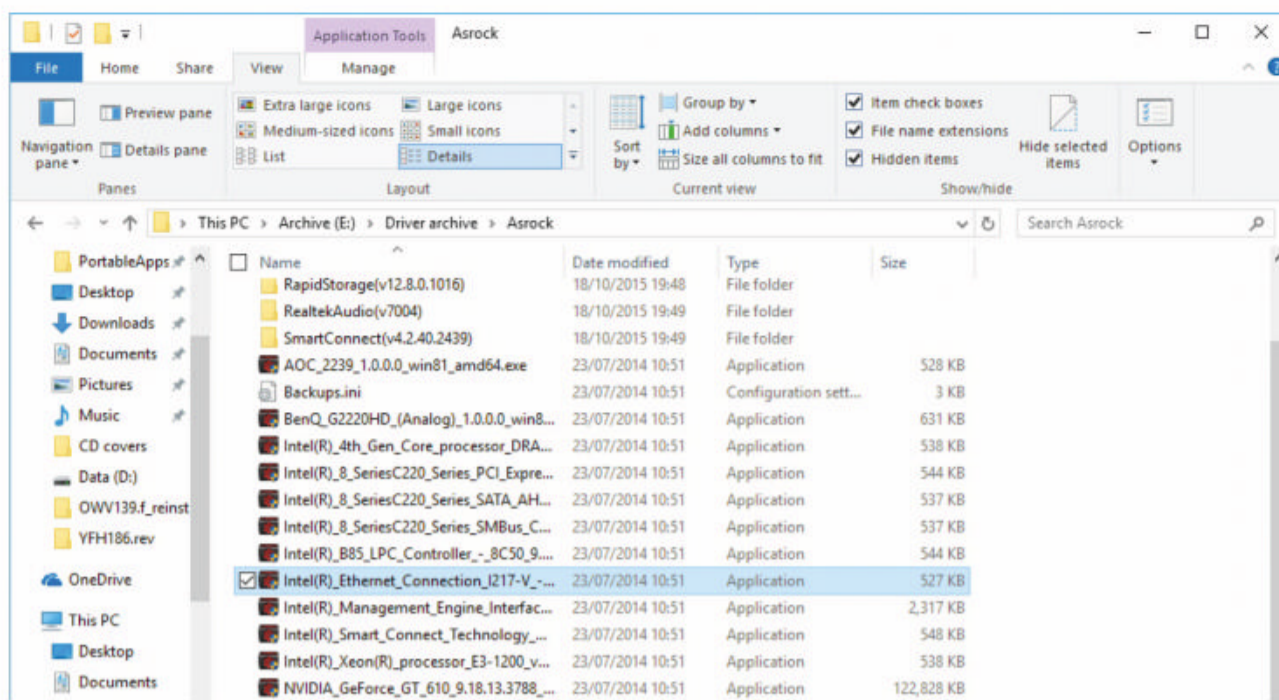 Application Tools Asrock
File Home Share View Manage
Preview pane
Details pane
Navigation pane
Panes
Extra large icons Large icons
Medium-sized icons Small icons
List Details
Layout
Sort by
Group by
Add columns
Size all columns to fit
Current view
Item check boxes
File name extensions
Hidden items
Hide selected items
Show/hide
Options
This PC > Archive (E:) > Driver archive > Asrock
Search Asrock
PortableApps
Desktop
Downloads
Documents
Pictures
Music
CD covers
Data (D:)
OWV139.f_reinst
YFH186.rev
OneDrive
This PC
Desktop
Documents
Name Date modified Type Size
RapidStorage(v12.8.0.1016) 18/10/2015 19:48 File folder
RealtekAudio(v7004) 18/10/2015 19:49 File folder
SmartConnect(v4.2.40.2439) 18/10/2015 19:49 File folder
AOC_2239_1.0.0.0_win81_amd64.exe 23/07/2014 10:51 Application 528 KB
Backups.ini 23/07/2014 10:51 Configuration sett... 3 KB
BenQ_G2220HD_(Analog)_1.0.0.0_win8... 23/07/2014 10:51 Application 631 KB
Intel(R)_4th_Gen_Core_processor_DRA... 23/07/2014 10:51 Application 538 KB
Intel(R)_8_SeriesC220_Series_PCI_Expre... 23/07/2014 10:51 Application 544 KB
Intel(R)_8_SeriesC220_Series_SATA_AH... 23/07/2014 10:51 Application 537 KB
Intel(R)_8_SeriesC220_Series_SMBus_C... 23/07/2014 10:51 Application 537 KB
Intel(R)_B85_LPC_Controller_-_8C50_9.... 23/07/2014 10:51 Application 544 KB
Intel(R)_Ethernet_Connection_I217-V_-... 23/07/2014 10:51 Application 527 KB
Intel(R)_Management_Engine_Interfac... 23/07/2014 10:51 Application 2,317 KB
Intel(R)_Smart_Connect_Technology_... 23/07/2014 10:51 Application 548 KB
Intel(R)_Xeon(R)_processor_E3-1200_v... 23/07/2014 10:51 Application 538 KB
NVIDIA_GeForce_GT_610_9.18.13.3788_... 23/07/2014 10:51 Application 122,828 KB